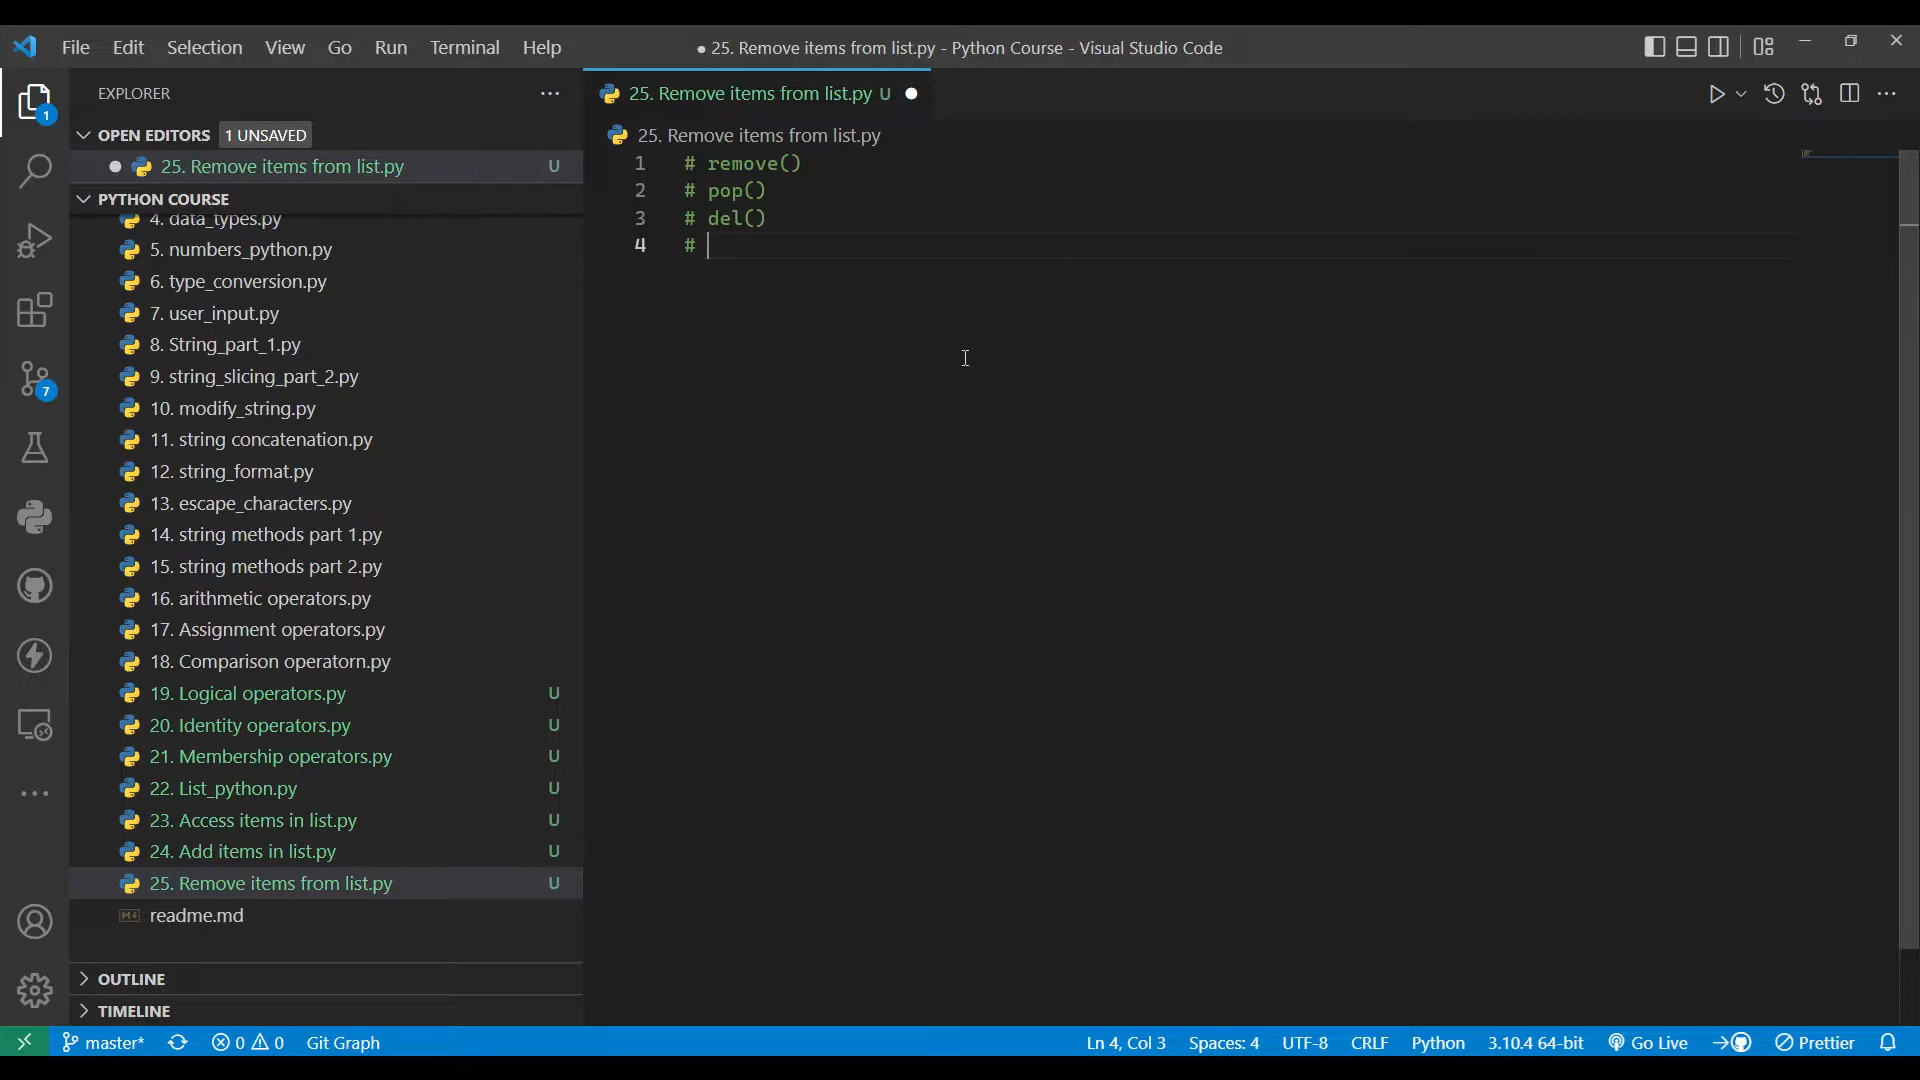 File Edit Selection View Go Run Terminal Help
● 25. Remove items from list.py - Python Course - Visual Studio Code
EXPLORER
OPEN EDITORS 1 UNSAVED
25. Remove items from list.py U
PYTHON COURSE
4. data_types.py
5. numbers_python.py
6. type_conversion.py
7. user_input.py
8. String_part_1.py
9. string_slicing_part_2.py
10. modify_string.py
11. string concatenation.py
12. string_format.py
13. escape_characters.py
14. string methods part 1.py
15. string methods part 2.py
16. arithmetic operators.py
17. Assignment operators.py
18. Comparison operatorn.py
19. Logical operators.py U
20. Identity operators.py U
21. Membership operators.py U
22. List_python.py U
23. Access items in list.py U
24. Add items in list.py U
25. Remove items from list.py U
readme.md
OUTLINE
TIMELINE
1
7
25. Remove items from list.py U
25. Remove items from list.py
1 # remove()
2 # pop()
3 # del()
4 #
master* 0 0 Git Graph
Ln 4, Col 3 Spaces: 4 UTF-8 CRLF Python 3.10.4 64-bit Go Live Prettier